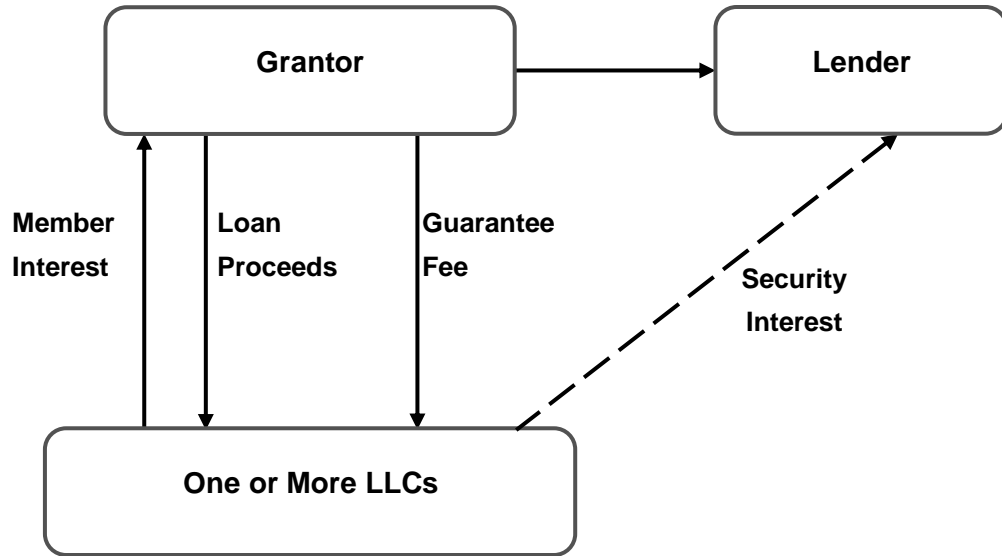 Grantor
Lender
Member
Interest
Loan
Proceeds
Guarantee
Fee
Security
Interest
One or More LLCs